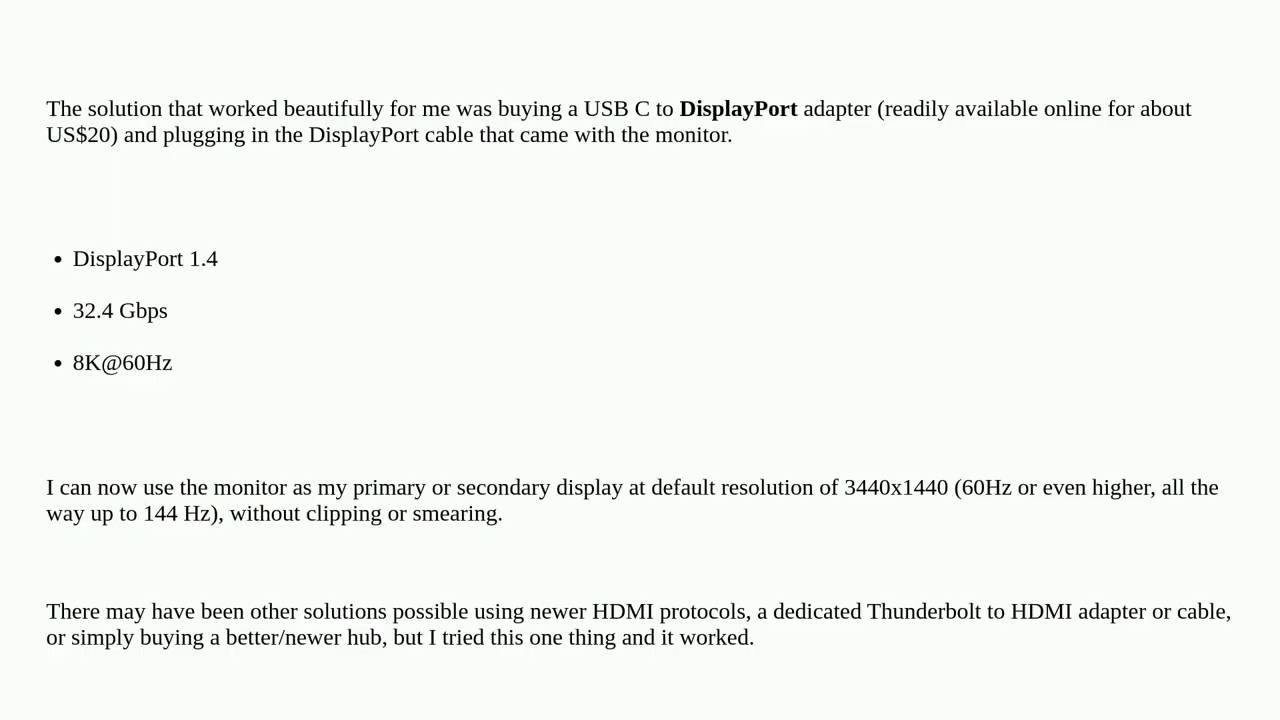 The solution that worked beautifully for me was buying a USB C to DisplayPort adapter (readily available online for about
US$20) and plugging in the DisplayPort cable that came with the monitor.
• DisplayPort 1.4
• 32.4 Gbps
• 8K@60Hz
I can now use the monitor as my primary or secondary display at default resolution of 3440x1440 (60Hz or even higher, all the
way up to 144 Hz), without clipping or smearing.
There may have been other solutions possible using newer HDMI protocols, a dedicated Thunderbolt to HDMI adapter or cable,
or simply buying a better/newer hub, but I tried this one thing and it worked.